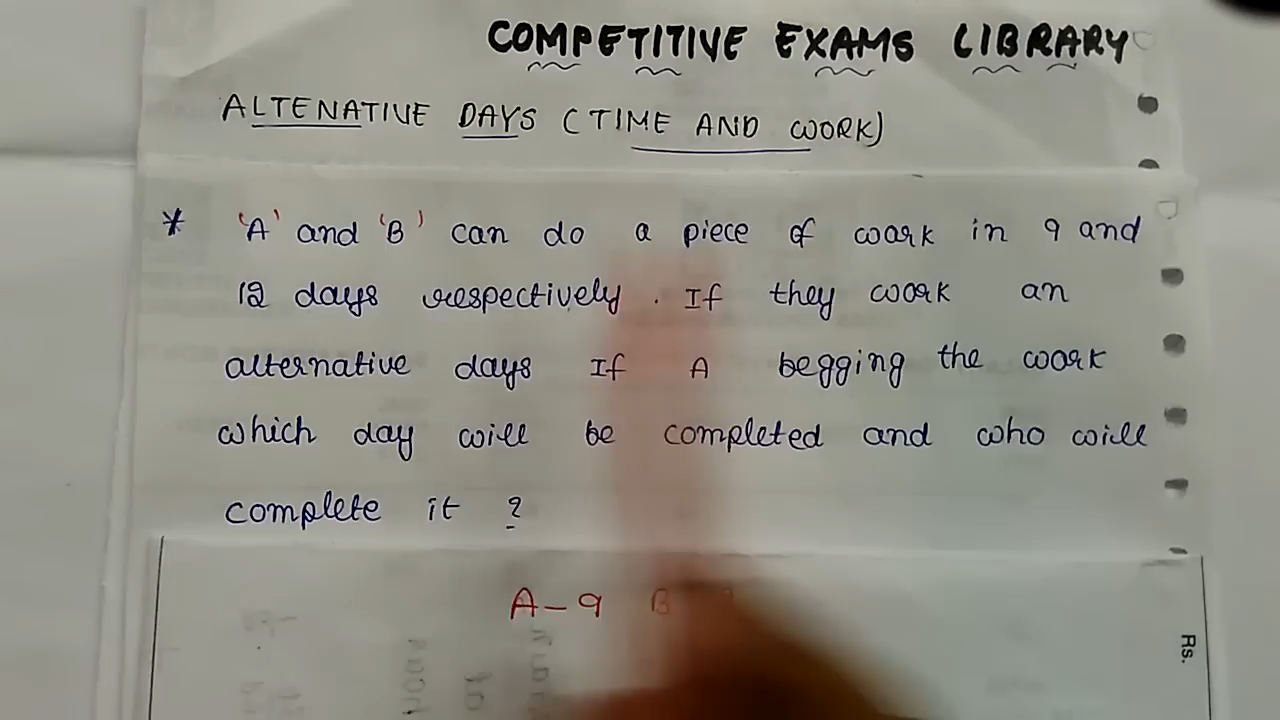 COMPETITIVE EXAMS LIBRARY
ALTENATIVE DAYS (TIME AND WORK)
* 'A' and 'B' can do a piece of work in 9 and
12 days respectively. If they work an
alternative days If A begging the work
which day will be completed and who will
complete it ?
A-9 B
Rs.